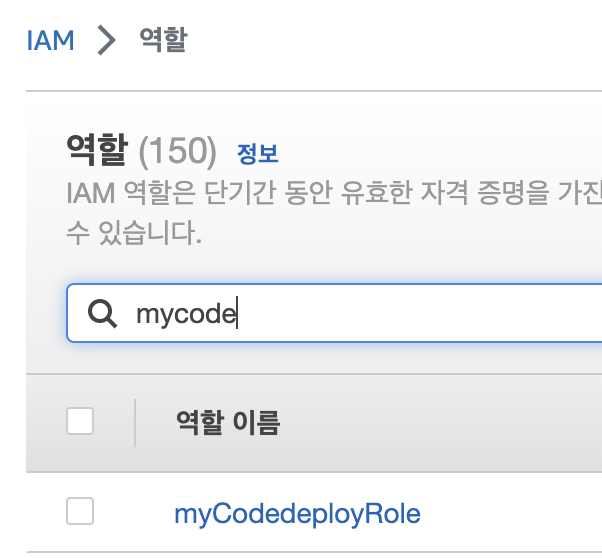 IAM > 역할
역할 (150) 정보
IAM 역할은 단기간 동안 유효한 자격 증명을 가진
수 있습니다.
mycode
역할 이름
myCodedeployRole